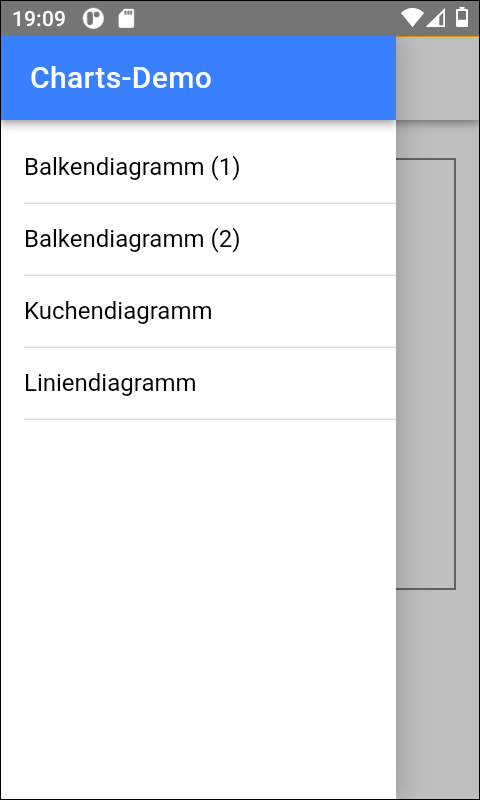 19:09
Charts-Demo
Balkendiagramm (1)
Balkendiagramm (2)
Kuchendiagramm
Liniendiagramm